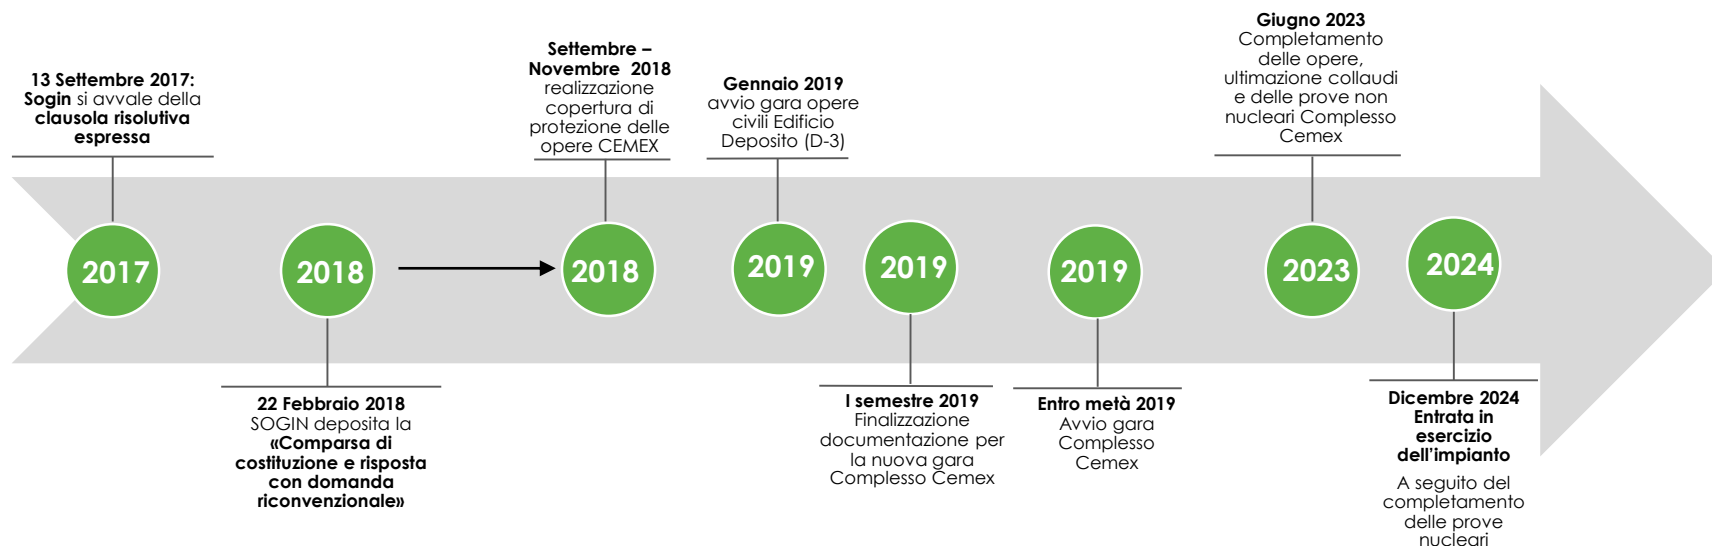 13 Settembre 2017:
Sogin si avvale della
clausola risolutiva
espressa
2017
2018
22 Febbraio 2018
SOGIN deposita la
«Comparsa di
costituzione e risposta
con domanda
riconvenzionale»
Settembre –
Novembre 2018
realizzazione
copertura di
protezione delle
opere CEMEX
2018
Gennaio 2019
avvio gara opere
civili Edificio
Deposito (D-3)
2019
2019
I semestre 2019
Finalizzazione
documentazione per
la nuova gara
Complesso Cemex
2019
Entro metà 2019
Avvio gara
Complesso
Cemex
Giugno 2023
Completamento
delle opere,
ultimazione collaudi
e delle prove non
nucleari Complesso
Cemex
2023
2024
Dicembre 2024
Entrata in
esercizio
dell'impianto
A seguito del
completamento
delle prove
nucleari